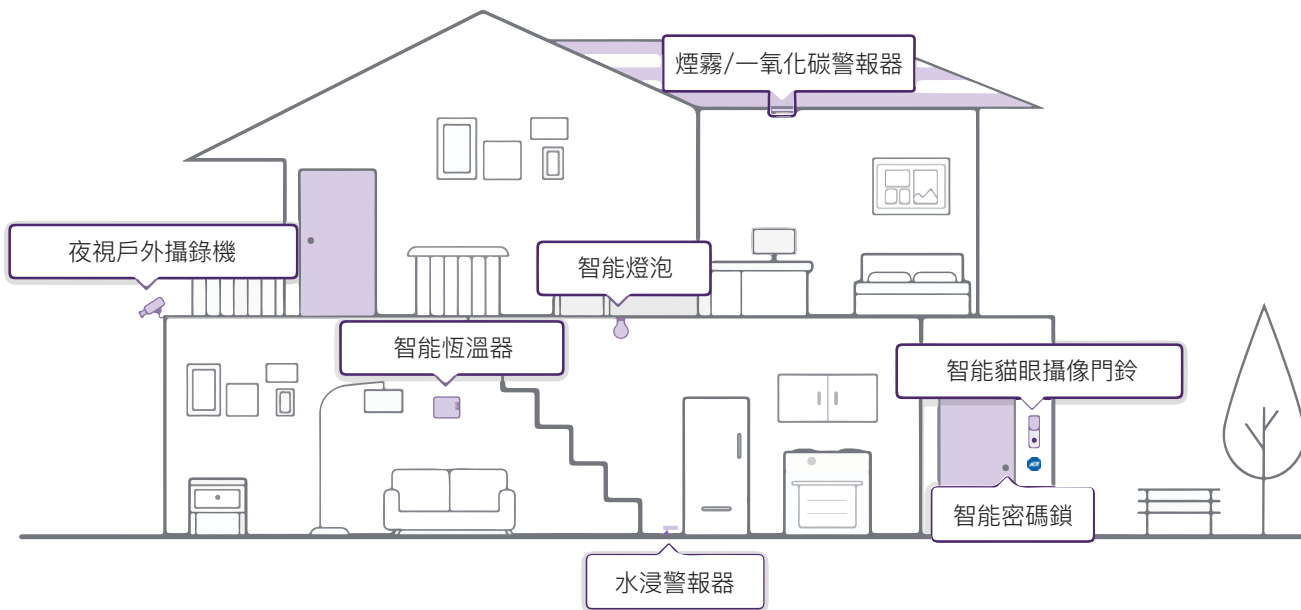 煙霧/一氧化碳警報器
夜視戶外攝錄機
智能燈泡
智能恆溫器
智能貓眼攝像門鈴
智能密碼鎖
水浸警報器